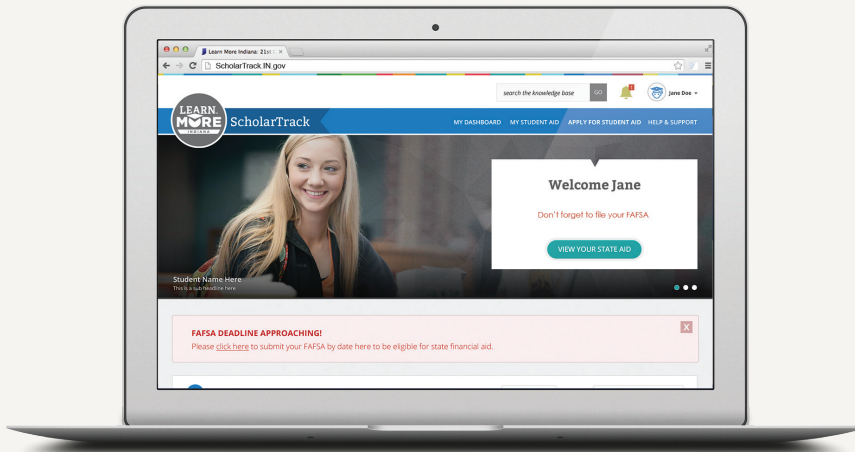 Learn More Indiana: 21st C
ScholarTrack.IN.gov
search the knowledge base GO Jane Doe
LEARN.
MORE
INDIANA
ScholarTrack
MY DASHBOARD MY STUDENT AID APPLY FOR STUDENT AID HELP & SUPPORT
Welcome Jane
Don't forget to file your FAFSA
VIEW YOUR STATE AID
Student Name Here
This is a sub headline here
FAFSA DEADLINE APPROACHING!
X
Please click here to submit your FAFSA by date here to be eligible for state financial aid.